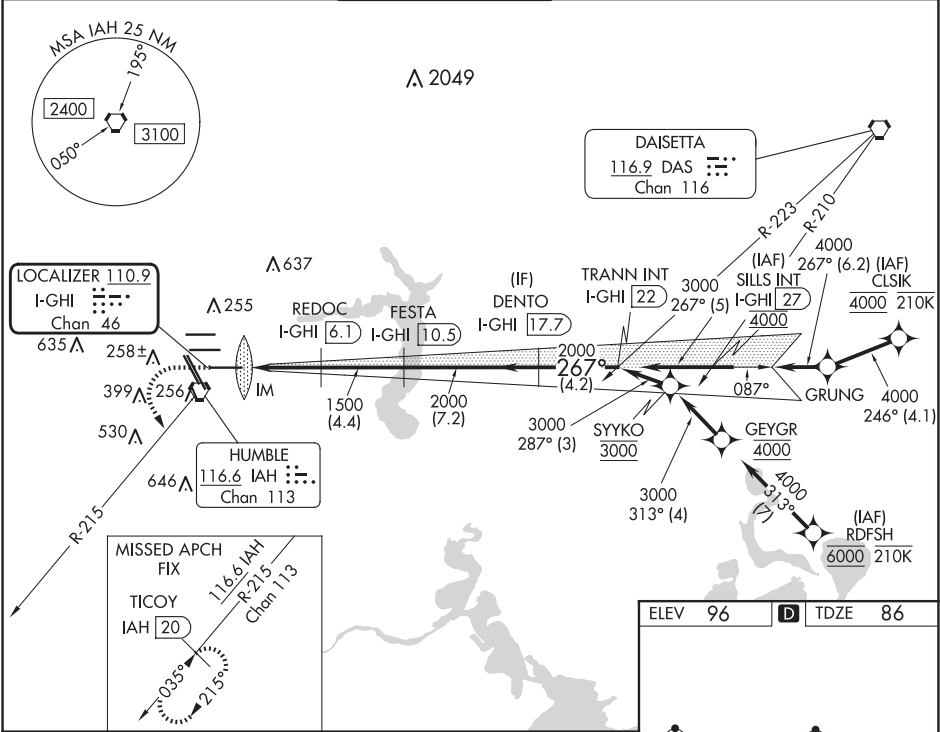 MSA IAH 25 NM
195°
2400
3100
050°
2049
DAISETTA
116.9 DAS
Chan 116
R-223
R-210
LOCALIZER 110.9
I-GHI
Chan 46
637
255
635
258±
399
256
530
646
IM
REDOC
I-GHI 6.1
FESTA
I-GHI 10.5
(IF)
DENTO
I-GHI 17.7
TRANN INT
I-GHI 22
3000
267° (5)
(IAF)
SILLS INT
I-GHI 27
4000
4000
267° (6.2)
(IAF)
CLSIK
4000 210K
2000
267°
(4.2)
1500
(4.4)
2000
(7.2)
087°
GRUNG
4000
246° (4.1)
3000
287° (3)
SYYKO
3000
GEYGR
4000
3000
313° (4)
4000
313°
(7)
(IAF)
RDFSH
6000 210K
HUMBLE
116.6 IAH
Chan 113
R-215
MISSED APCH
FIX
TICOY
IAH 20
116.6 IAH
R-215
Chan 113
035°
215°
ELEV 96 D TDZE 86